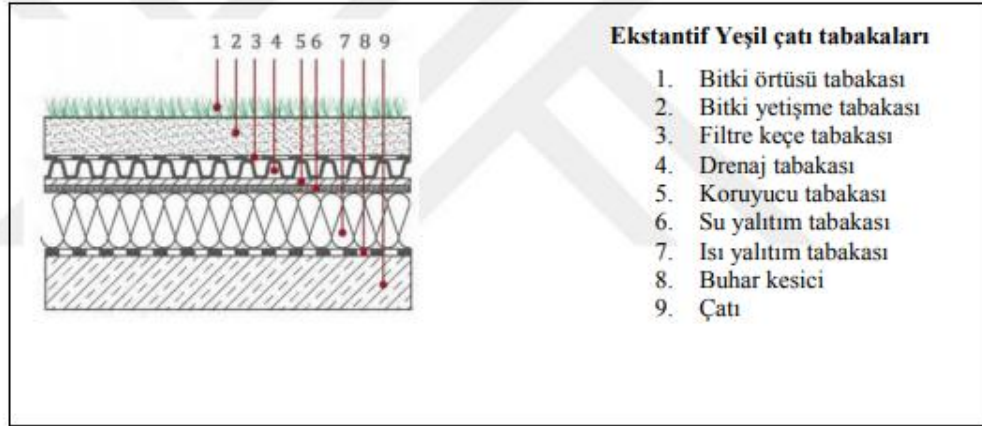 1 2 3 4 5 6 7 8 9
Ekstantif Yeşil çatı tabakaları
1. Bitki örtüsü tabakası
2. Bitki yetişme tabakası
3. Filtre keçe tabakası
4. Drenaj tabakası
5. Koruyucu tabakası
6. Su yalıtım tabakası
7. Isı yalıtım tabakası
8. Buhar kesici
9. Çatı